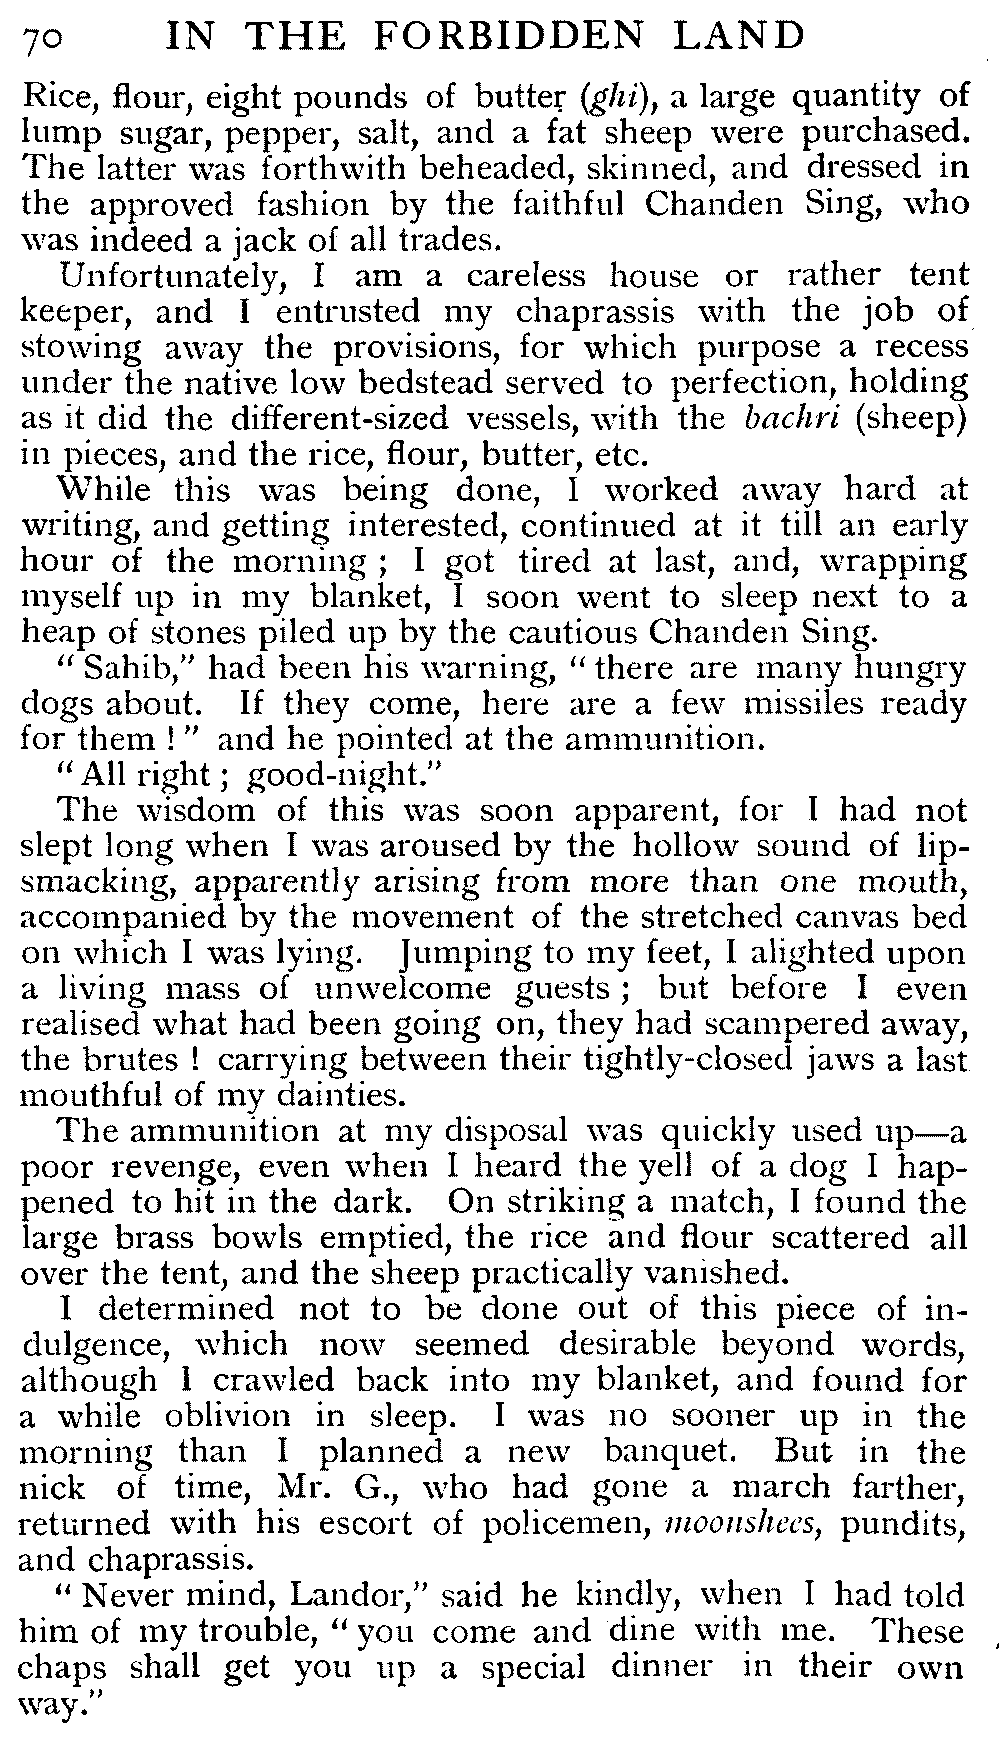 70 IN THE FORBIDDEN LAND
Rice, flour, eight pounds of butter (ghi), a large quantity of
lump sugar, pepper, salt, and a fat sheep were purchased.
The latter was forthwith beheaded, skinned, and dressed in
the approved fashion by the faithful Chanden Sing, who
was indeed a jack of all trades.
Unfortunately, I am a careless house or rather tent
keeper, and I entrusted my chaprassis with the job of
stowing away the provisions, for which purpose a recess
under the native low bedstead served to perfection, holding
as it did the different-sized vessels, with the bachri (sheep)
in pieces, and the rice, flour, butter, etc.
While this was being done, I worked away hard at
writing, and getting interested, continued at it till an early
hour of the morning ; I got tired at last, and, wrapping
myself up in my blanket, I soon went to sleep next to a
heap of stones piled up by the cautious Chanden Sing.
“ Sahib,” had been his warning, “ there are many hungry
dogs about. If they come, here are a few missiles ready
for them ! ” and he pointed at the ammunition.
“ All right ; good-night.”
The wisdom of this was soon apparent, for I had not
slept long when I was aroused by the hollow sound of lip-
smacking, apparently arising from more than one mouth,
accompanied by the movement of the stretched canvas bed
on which I was lying. Jumping to my feet, I alighted upon
a living mass of unwelcome guests ; but before I even
realised what had been going on, they had scampered away,
the brutes ! carrying between their tightly-closed jaws a last
mouthful of my dainties.
The ammunition at my disposal was quickly used up—a
poor revenge, even when I heard the yell of a dog I hap-
pened to hit in the dark. On striking a match, I found the
large brass bowls emptied, the rice and flour scattered all
over the tent, and the sheep practically vanished.
I determined not to be done out of this piece of in-
dulgence, which now seemed desirable beyond words,
although I crawled back into my blanket, and found for
a while oblivion in sleep. I was no sooner up in the
morning than I planned a new banquet. But in the
nick of time, Mr. G., who had gone a march farther,
returned with his escort of policemen, moonshees, pundits,
and chaprassis.
“ Never mind, Landor,” said he kindly, when I had told
him of my trouble, “ you come and dine with me. These
chaps shall get you up a special dinner in their own
way.”